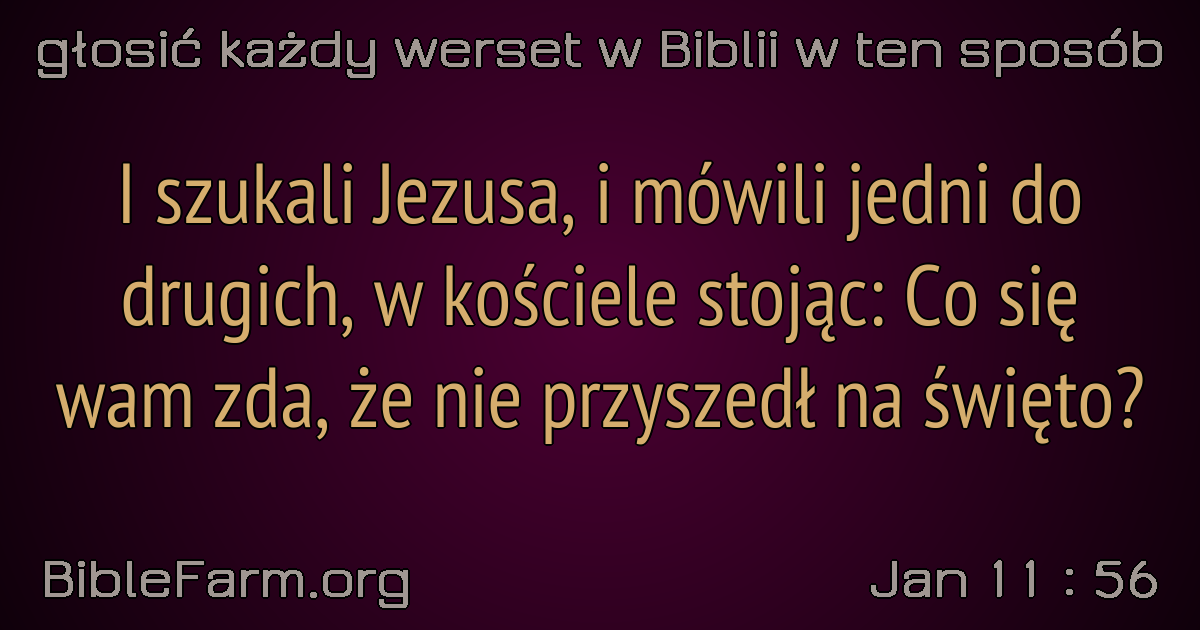 głosić każdy werset w Biblii w ten sposób
I szukali Jezusa, i mówili jedni do
drugich, w kościele stojąc: Co się
wam zda, że nie przyszedł na święto?
BibleFarm.org
Jan 11 : 56